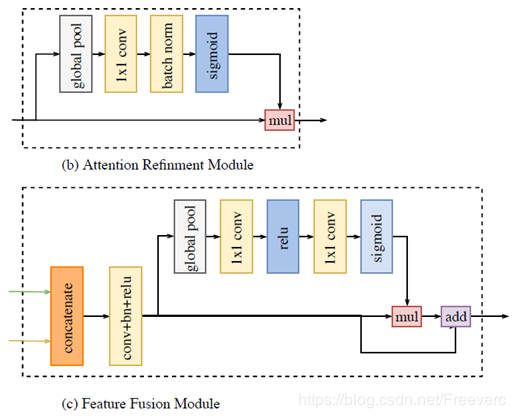 global pool
1x1 conv
batch norm
sigmoid
mul
(b) Attention Refinment Module
global pool
1x1 conv
relu
1x1 conv
sigmoid
concatenate
conv+bn+relu
mul
add
(c) Feature Fusion Module
https://blog.csdn.net/Freeverc